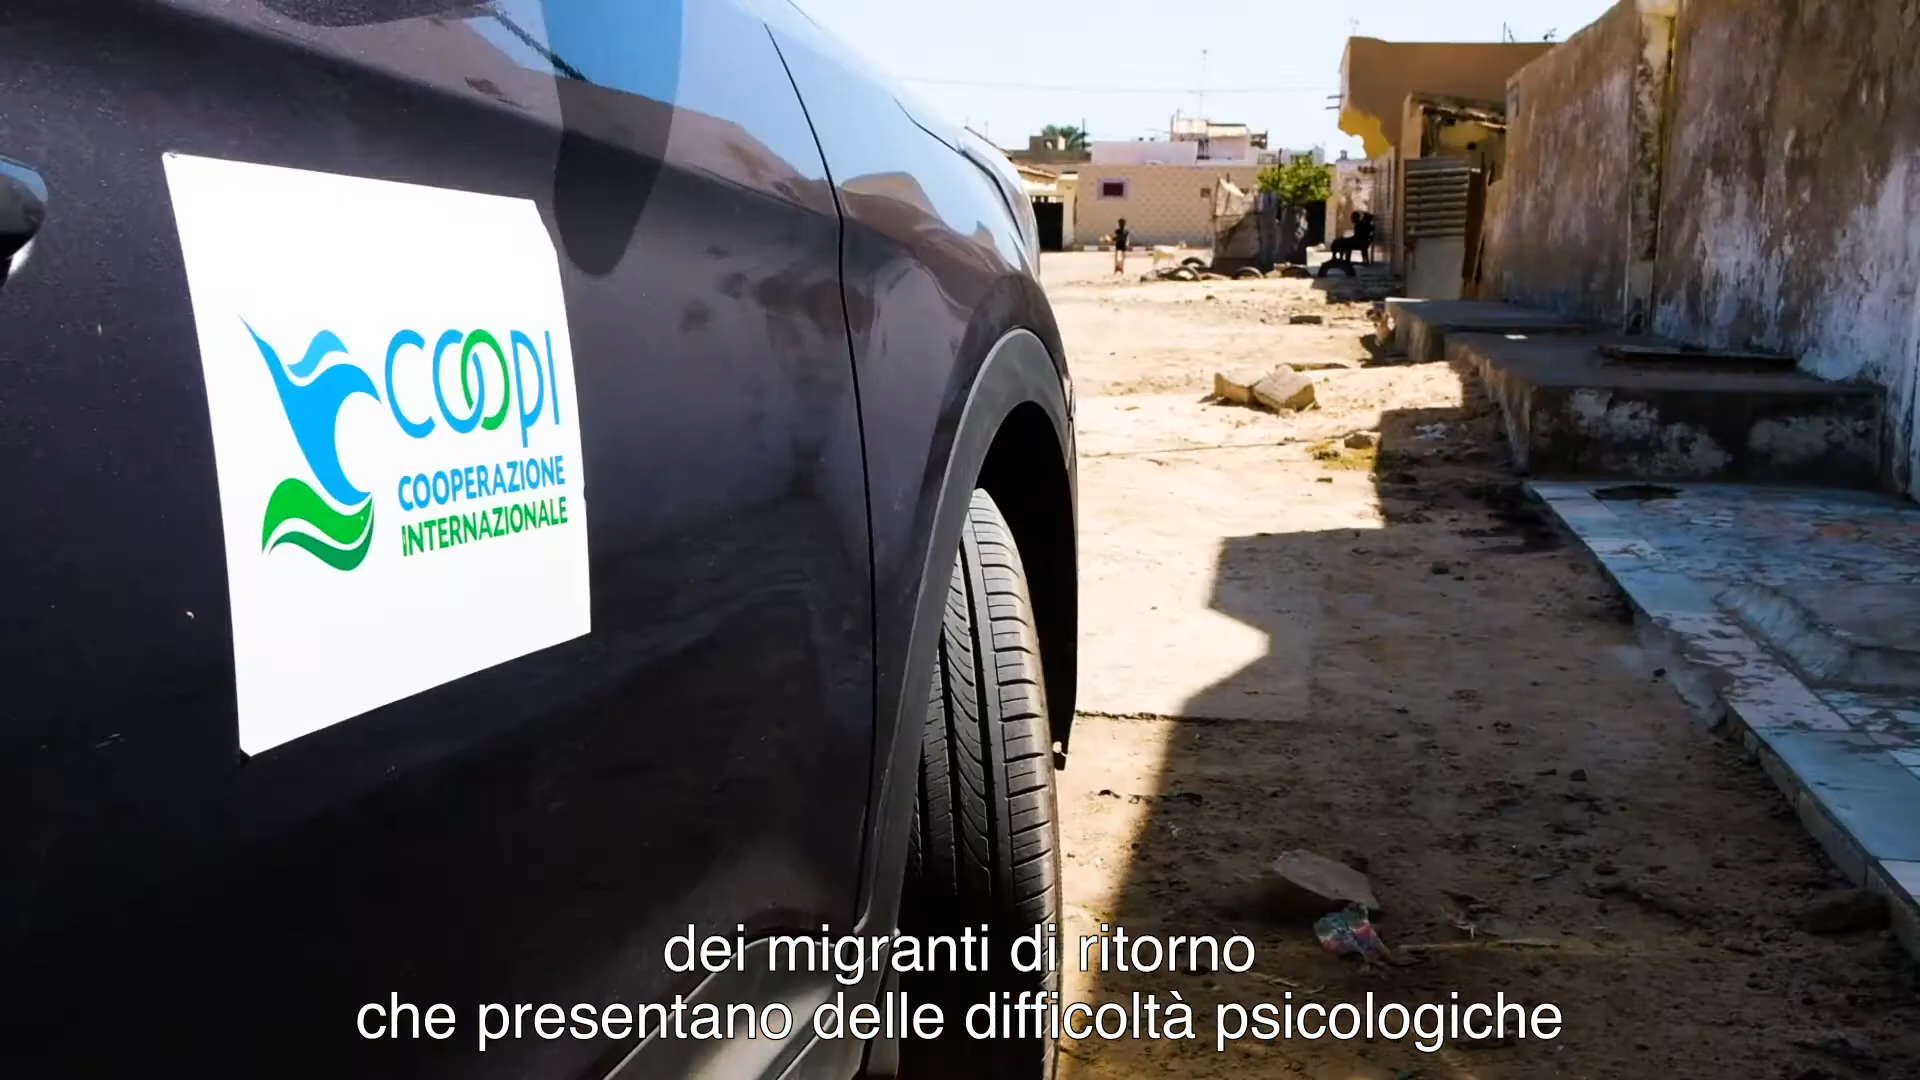 COOPI
COOPERAZIONE
INTERNAZIONALE
dei migranti di ritorno
che presentano delle difficoltà psicologiche